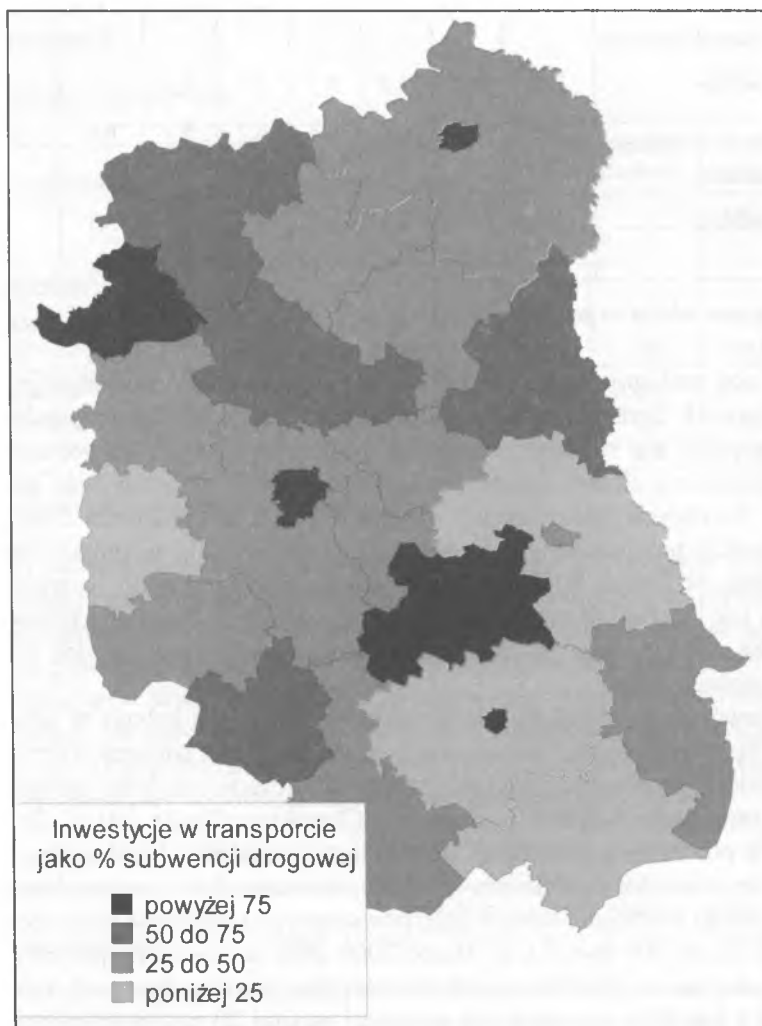 Inwestycje w transporcie
jako % subwencji drogowej
powyżej 75
50 do 75
25 do 50
poniżej 25